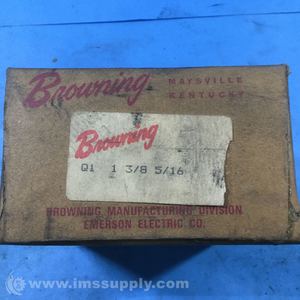 Browning
MAYSVILLE
KENTUCKY
Browning
Q1 1 3/8 5/16
BROWNING MANUFACTURING DIVISION
EMERSON ELECTRIC CO.
© www.imssupply.com